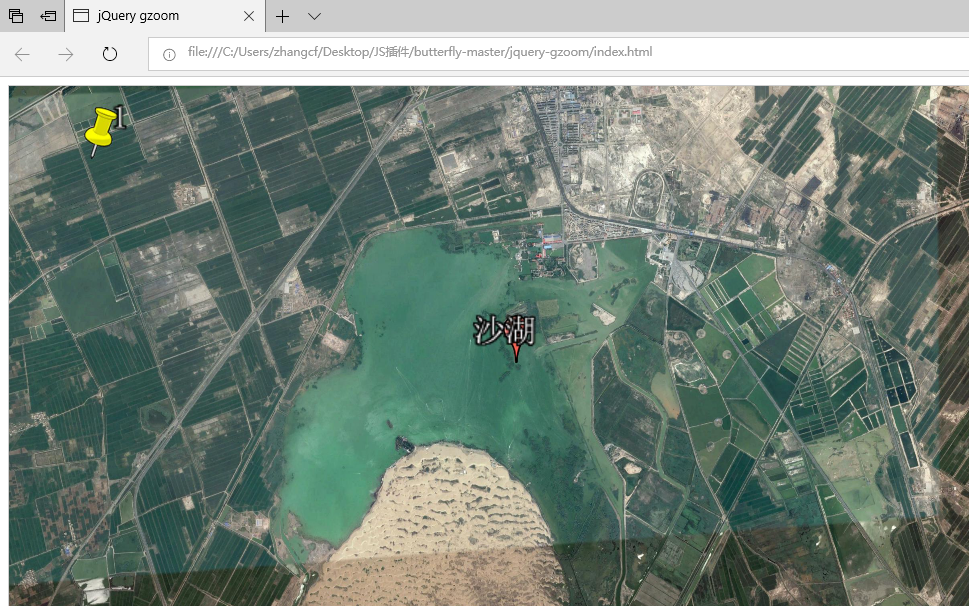 jQuery gzoom
file:///C:/Users/zhangcf/Desktop/JS插件/butterfly-master/jquery-gzoom/index.html
1
沙湖